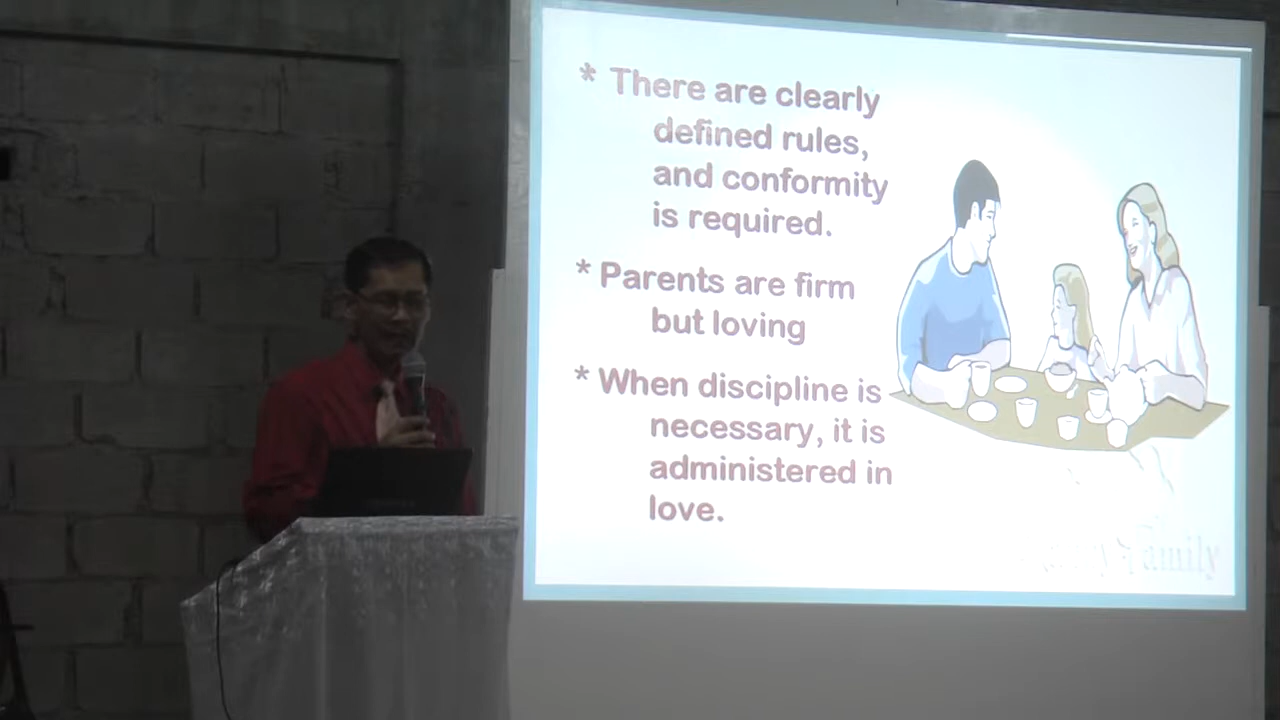 * There are clearly
defined rules,
and conformity
is required.
* Parents are firm
but loving
* When discipline is
necessary, it is
administered in
love.
Family